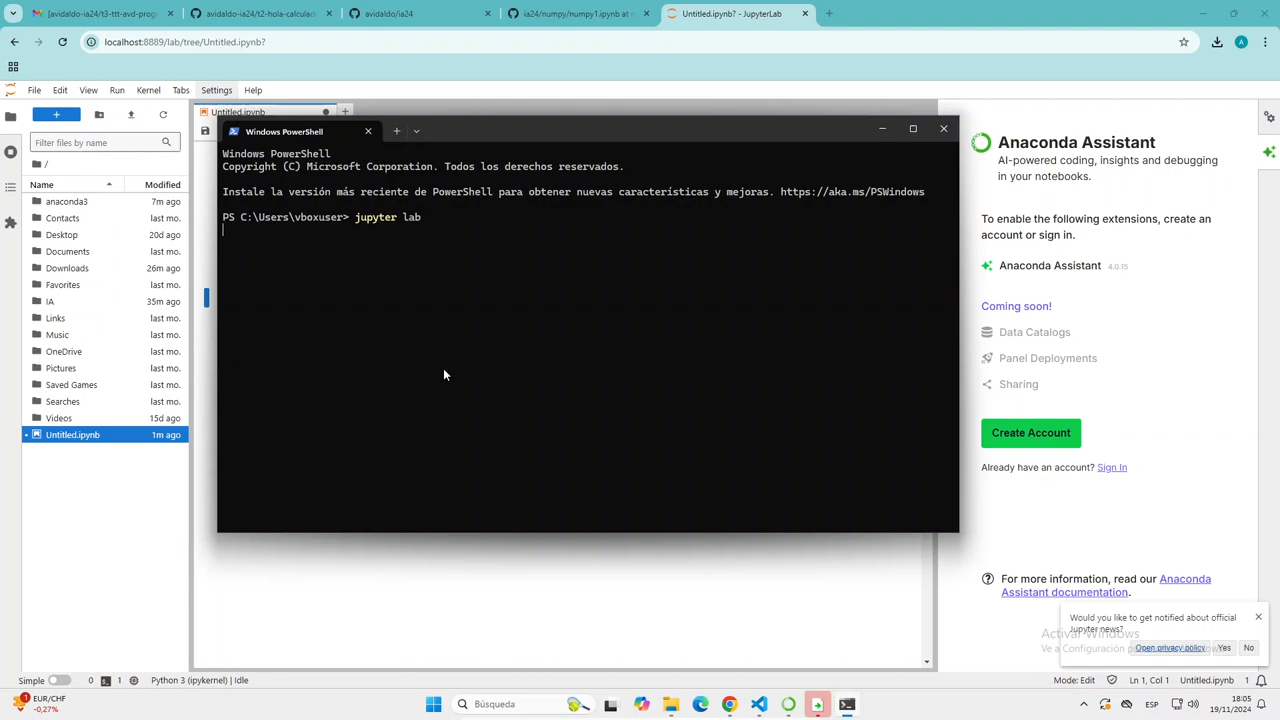 [avidaldo-ia24/t3-ttt-avd-prog
avidaldo-ia24/t2-hola-calculad
avidaldo/ia24
ia24/numpy/numpy1.ipynb at m
Untitled.ipynb? - JupyterLab
localhost:8889/lab/tree/Untitled.ipynb?
File Edit View Run Kernel Tabs Settings Help
Untitled.ipynb
Filter files by name
/
Name Modified
anaconda3 7m ago
Contacts last mo.
Desktop 20d ago
Documents last mo.
Downloads 26m ago
Favorites last mo.
IA 35m ago
Links last mo.
Music last mo.
OneDrive last mo.
Pictures last mo.
Saved Games last mo.
Searches last mo.
Videos 15d ago
Untitled.ipynb 1m ago
Windows PowerShell
Windows PowerShell
Copyright (C) Microsoft Corporation. Todos los derechos reservados.
Instale la versión más reciente de PowerShell para obtener nuevas características y mejoras. https://aka.ms/PSWindows
PS C:\Users\vboxuser> jupyter lab
Anaconda Assistant
AI-powered coding, insights and debugging
in your notebooks.
To enable the following extensions, create an
account or sign in.
Anaconda Assistant 4.0.15
Coming soon!
Data Catalogs
Panel Deployments
Sharing
Create Account
Already have an account? Sign In
For more information, read our Anaconda
Assistant documentation.
Would you like to get notified about official
Jupyter news?
Activar Windows
Ve a Configuración
Open privacy policy Yes No
Simple 0 1 Python 3 (ipykernel) | Idle
Mode: Edit Ln 1, Col 1 Untitled.ipynb 1
1
EUR/CHF
-0,27%
Búsqueda
ESP
18:05
19/11/2024